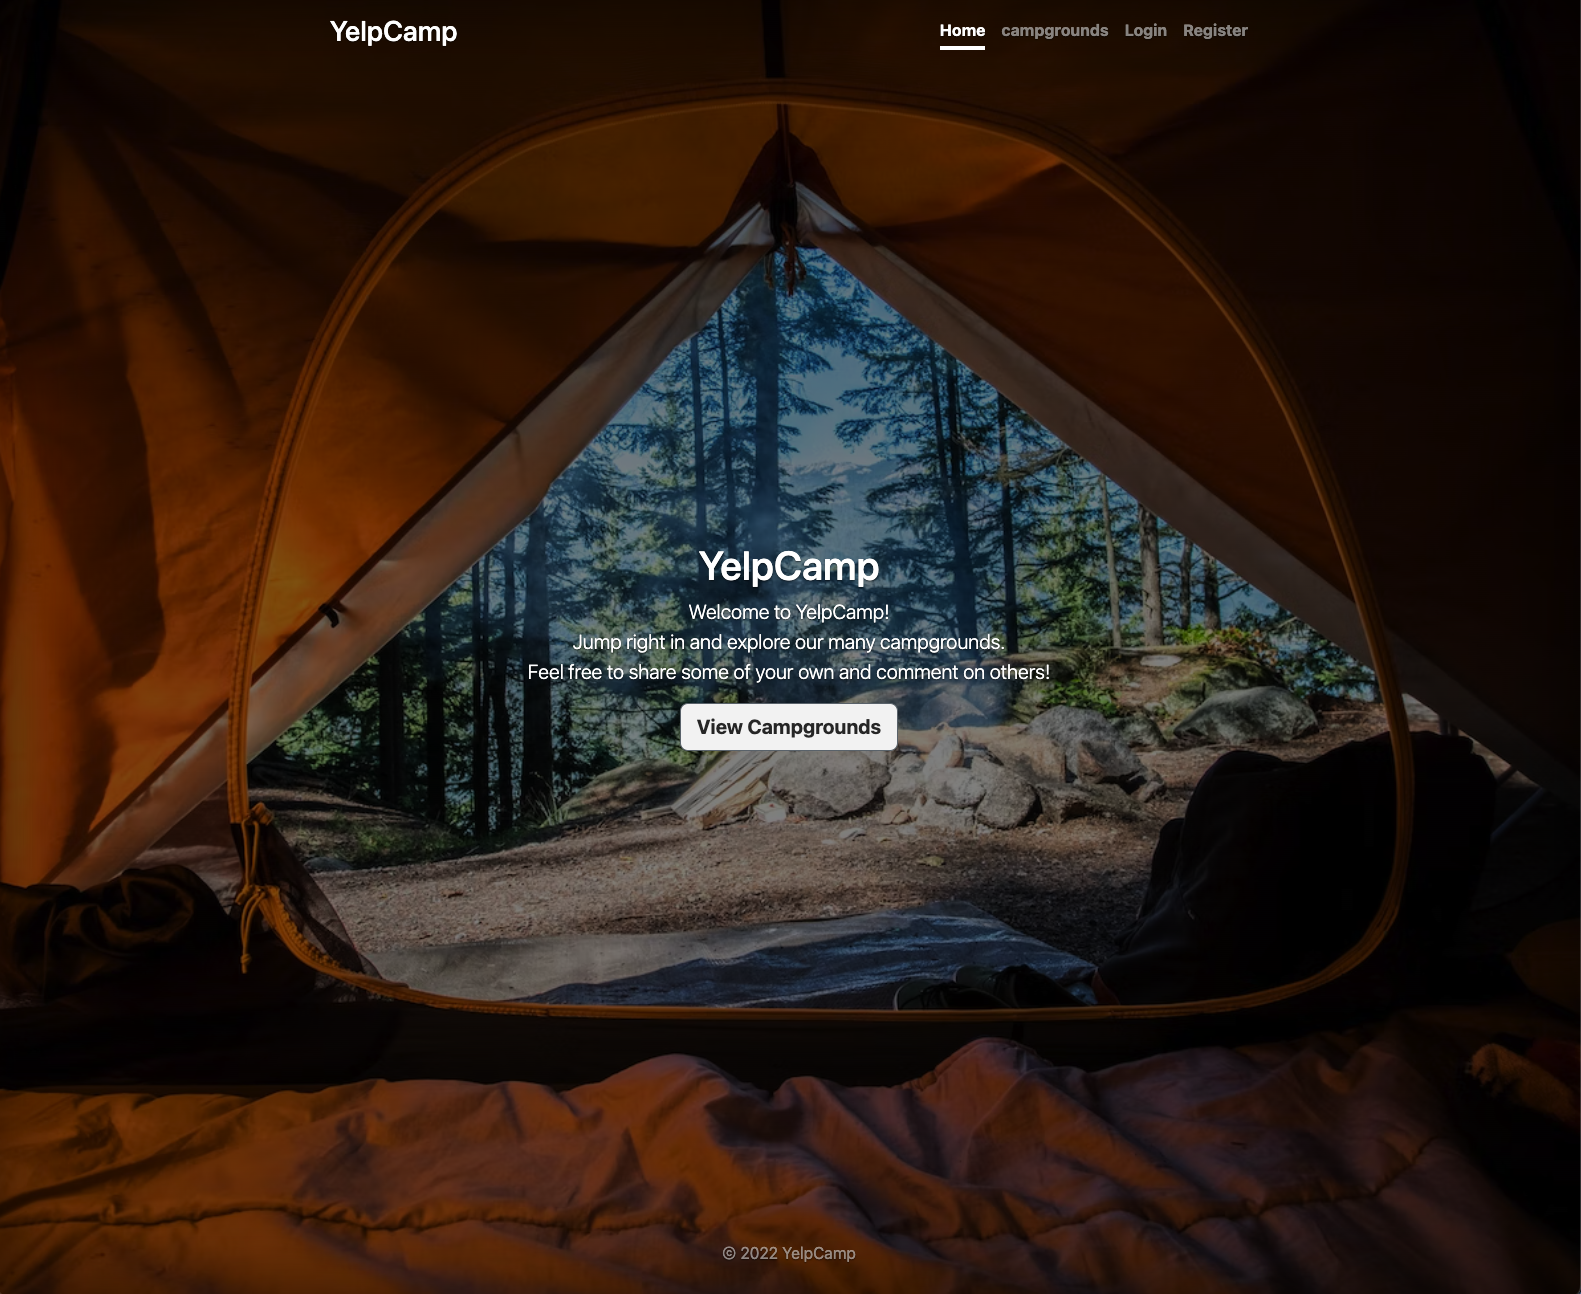 YelpCamp
Home campgrounds Login Register
YelpCamp
Welcome to YelpCamp!
Jump right in and explore our many campgrounds.
Feel free to share some of your own and comment on others!
View Campgrounds
© 2022 YelpCamp